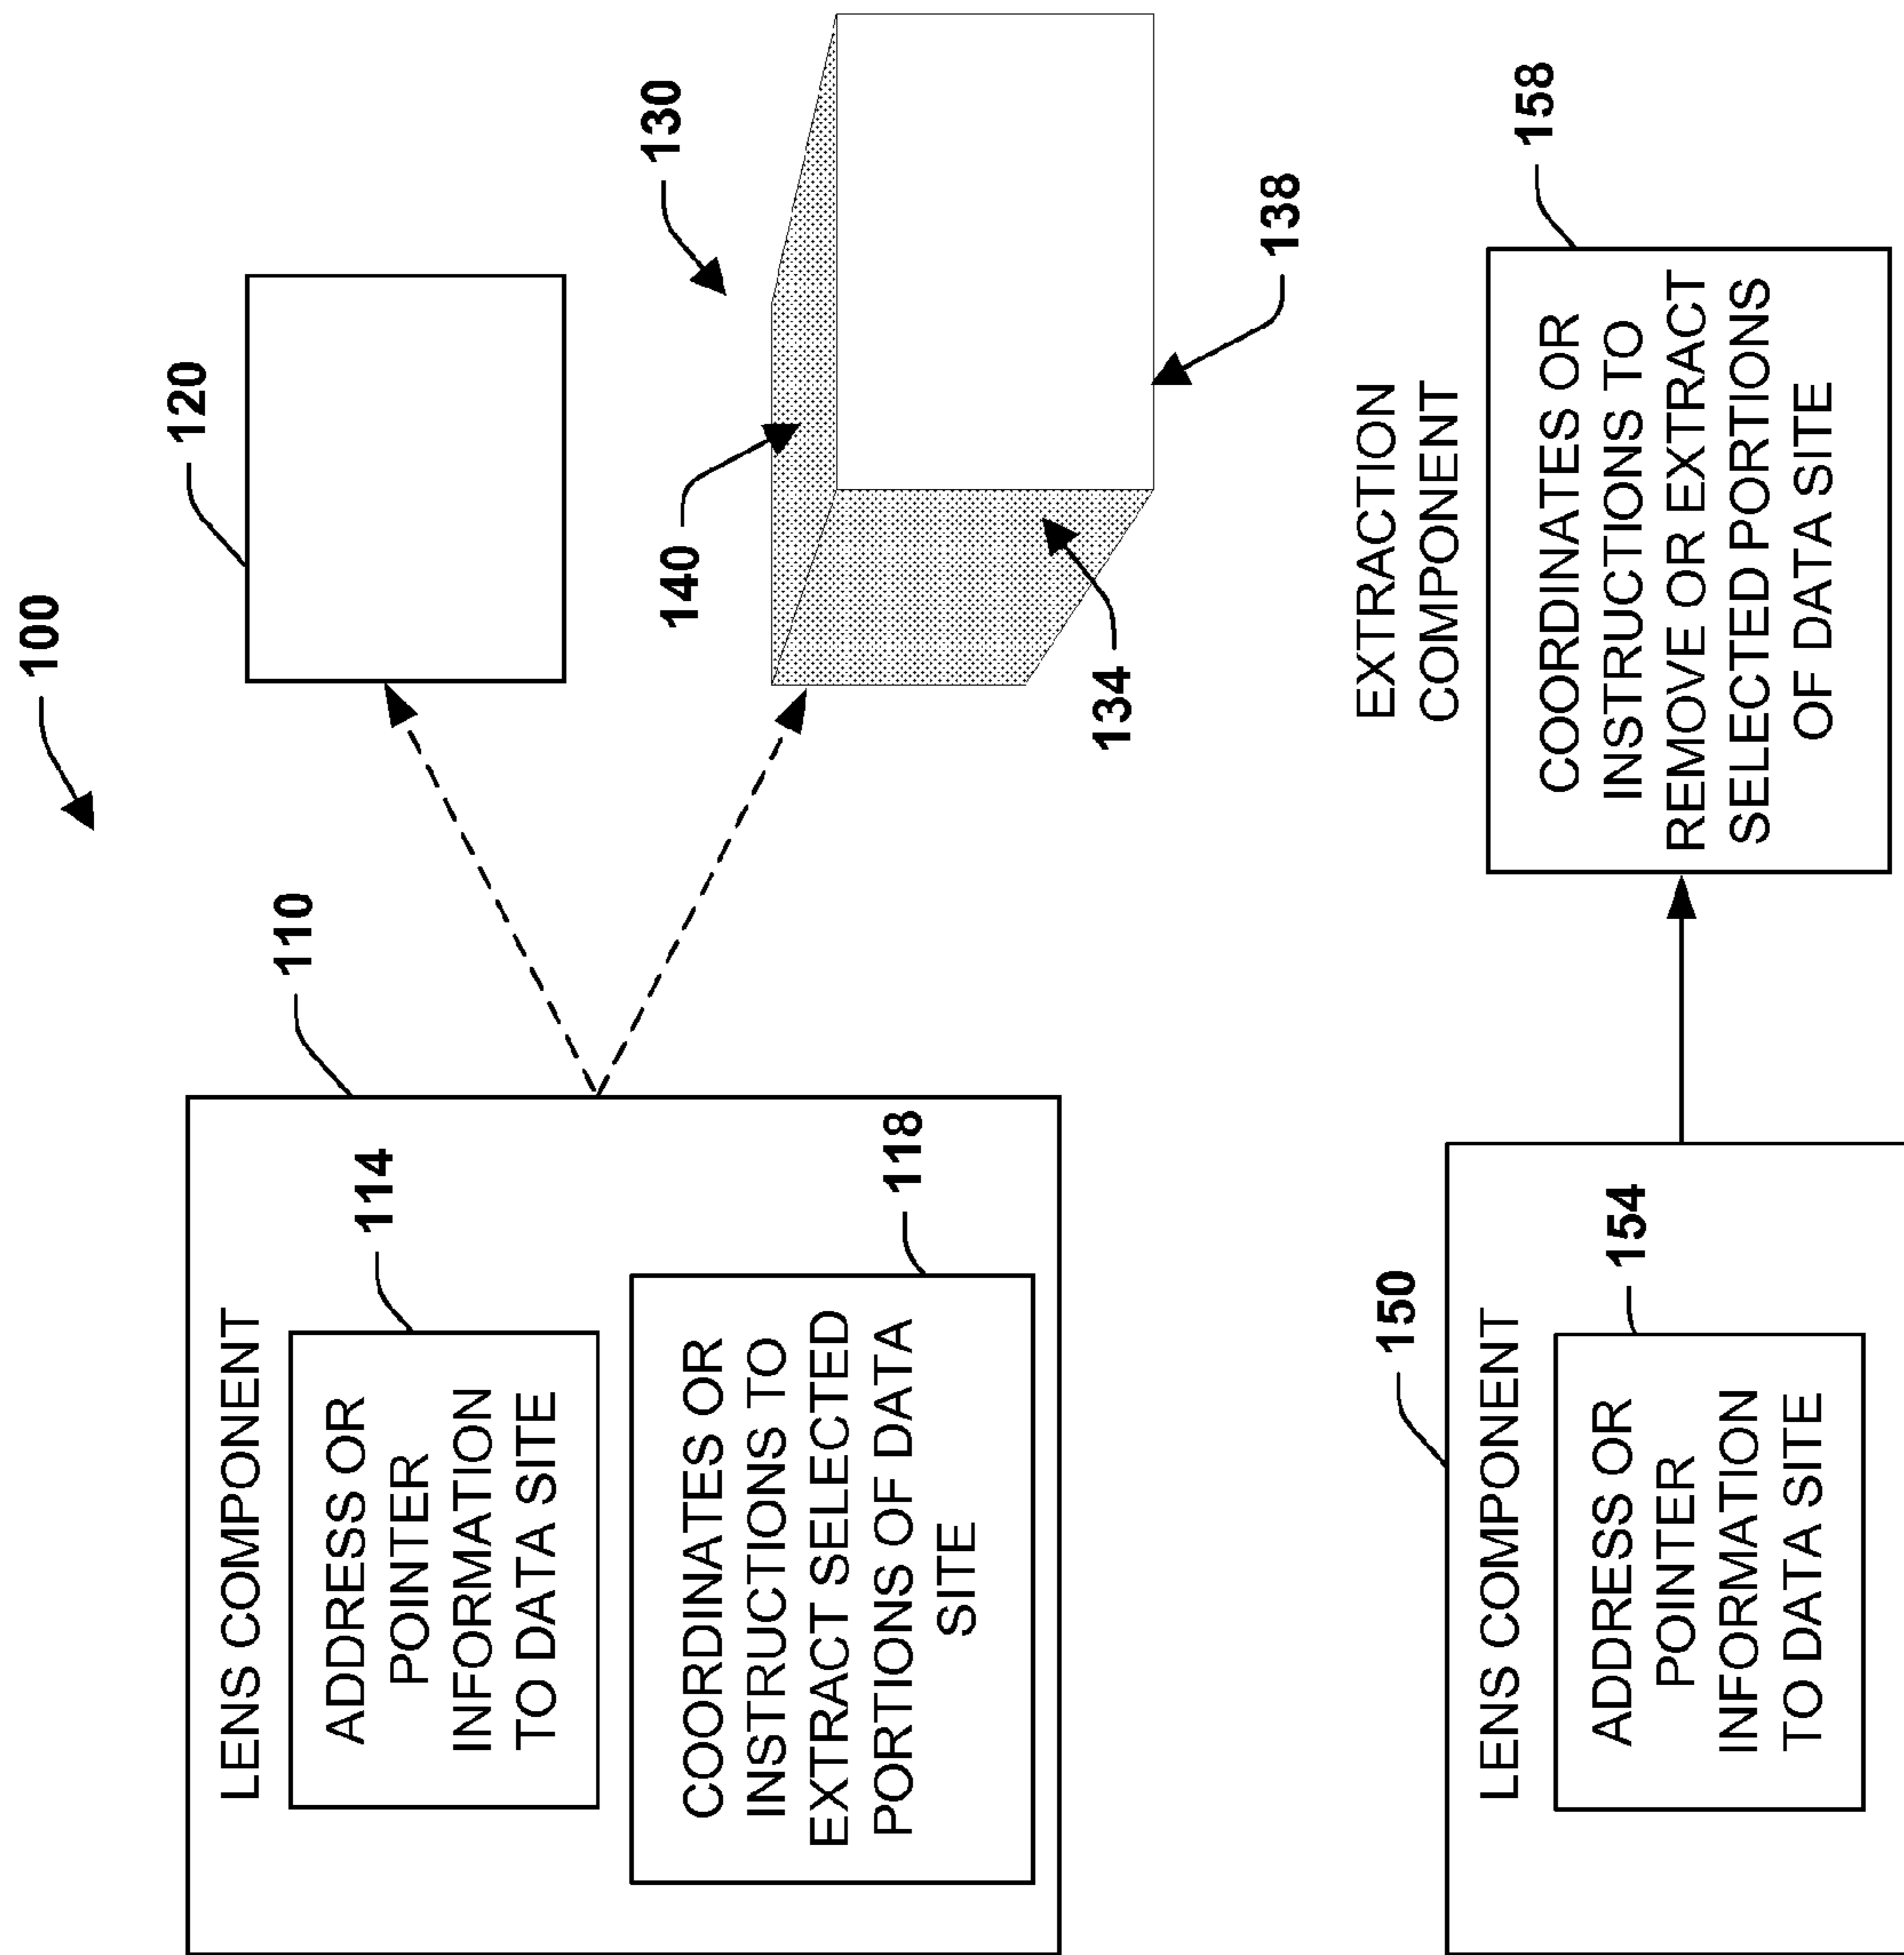 100
110
LENS COMPONENT
114
ADDRESS OR
POINTER
INFORMATION
TO DATA SITE
118
COORDINATES OR
INSTRUCTIONS TO
EXTRACT SELECTED
PORTIONS OF DATA
SITE
120
130
140
134
138
150
LENS COMPONENT
154
ADDRESS OR
POINTER
INFORMATION
TO DATA SITE
EXTRACTION
COMPONENT
158
COORDINATES OR
INSTRUCTIONS TO
REMOVE OR EXTRACT
SELECTED PORTIONS
OF DATA SITE